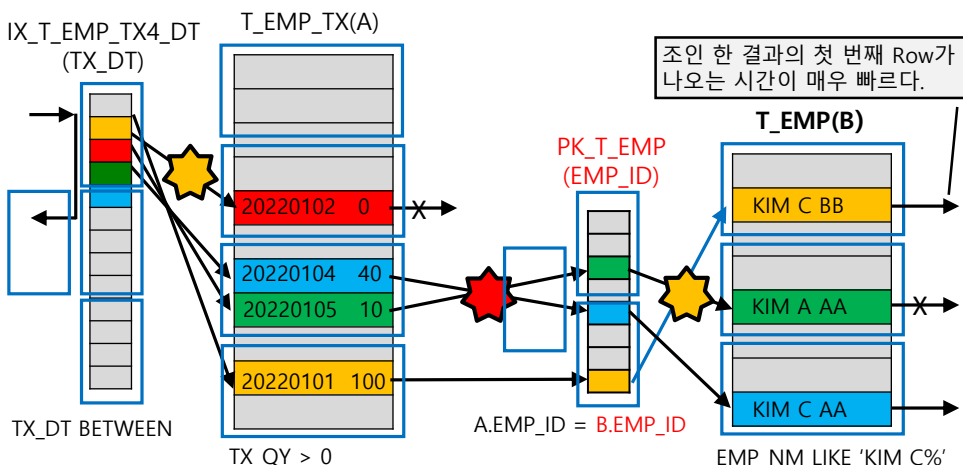 IX_T_EMP_TX4_DT
(TX_DT)
T_EMP_TX(A)
조인 한 결과의 첫 번째 Row가
나오는 시간이 매우 빠르다.
T_EMP(B)
PK_T_EMP
(EMP_ID)
20220102 0
X
KIM C BB
20220104 40
20220105 10
KIM A AA
X
20220101 100
KIM C AA
TX_DT BETWEEN
A.EMP_ID = B.EMP_ID
TX_QY > 0
EMP_NM LIKE 'KIM C%'